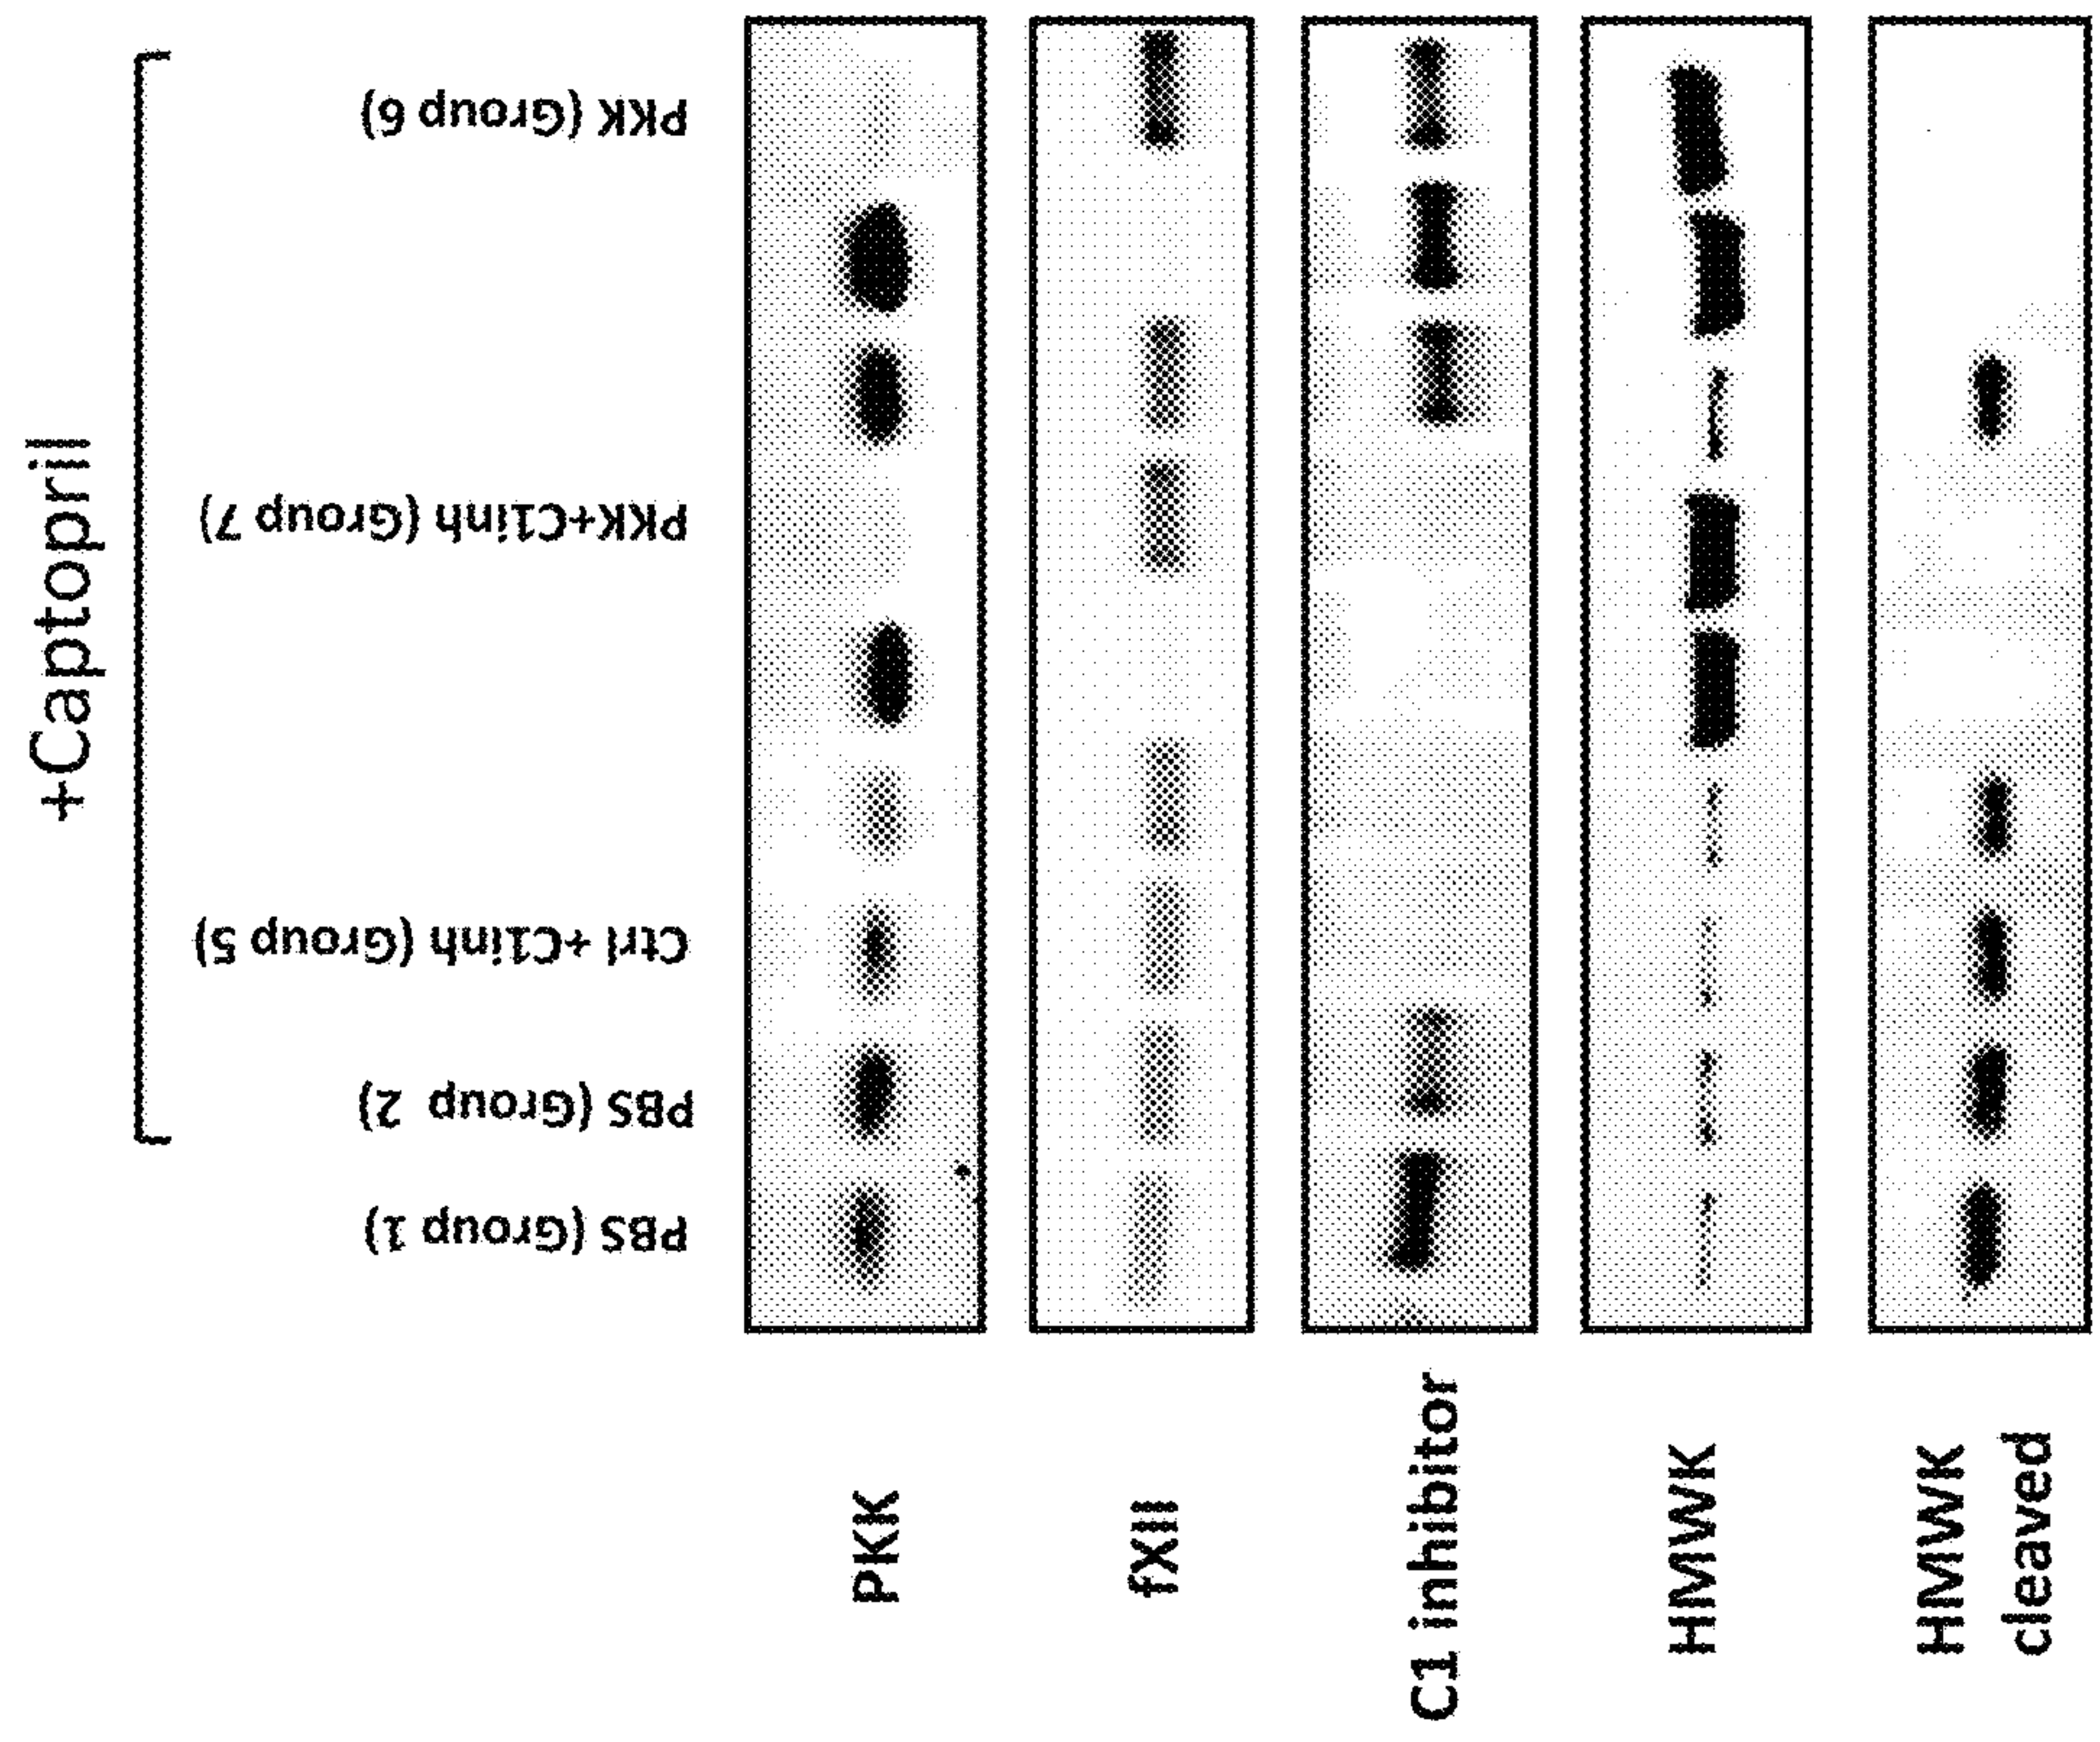 +Captopril
PBS (Group 1)
PBS (Group 2)
Ctrl +C1inh (Group 5)
PKK+C1inh (Group 7)
PKK (Group 6)
PKK
fXII
C1 inhibitor
HMWK
HMWK
cleaved